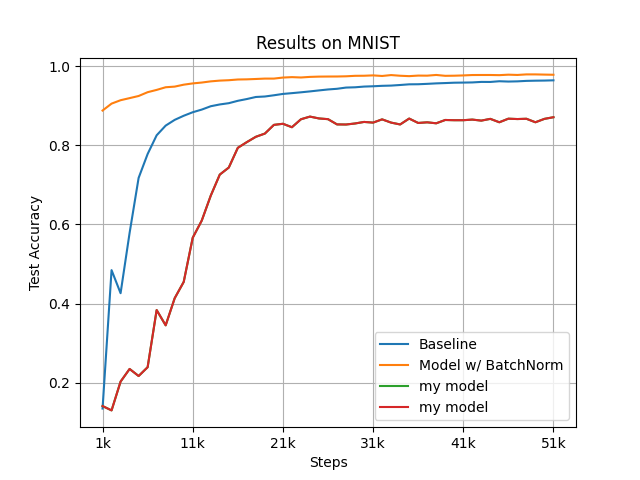 Results on MNIST
Test Accuracy
1.0
0.8
0.6
0.4
0.2
Baseline
Model w/ BatchNorm
my model
my model
1k 11k 21k 31k 41k 51k
Steps